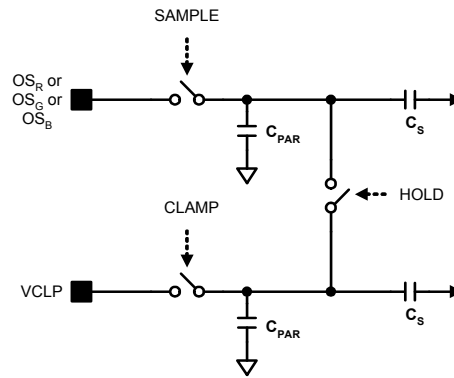 SAMPLE
OSR or
OSG or
OSB
CPAR
CS
HOLD
CLAMP
VCLP
CPAR
CS